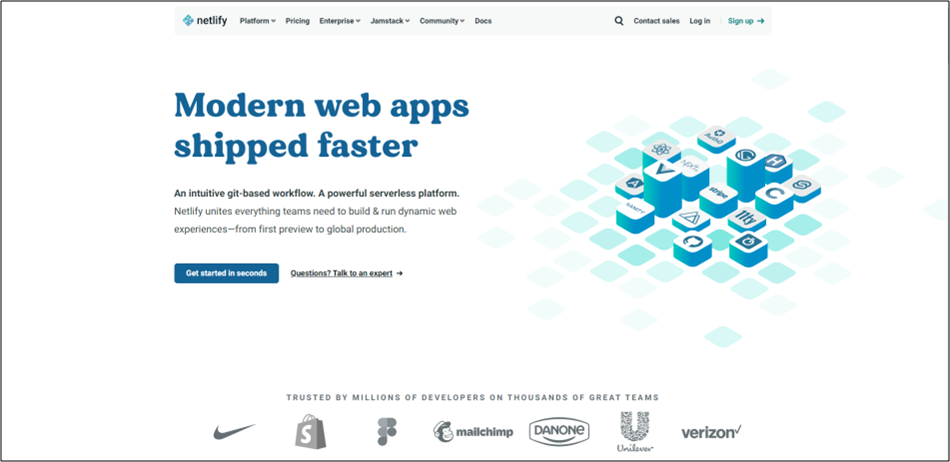 netlify Platform Pricing Enterprise Jamstack Community Docs Contact sales Log in Sign up
Modern web apps
shipped faster
An intuitive git-based workflow. A powerful serverless platform.
Netlify unites everything teams need to build & run dynamic web
experiences—from first preview to global production.
Get started in seconds Questions? Talk to an expert
Auth0
stripe
SANITY
11ty
TRUSTED BY MILLIONS OF DEVELOPERS ON THOUSANDS OF GREAT TEAMS
mailchimp DANONE Unilever verizon